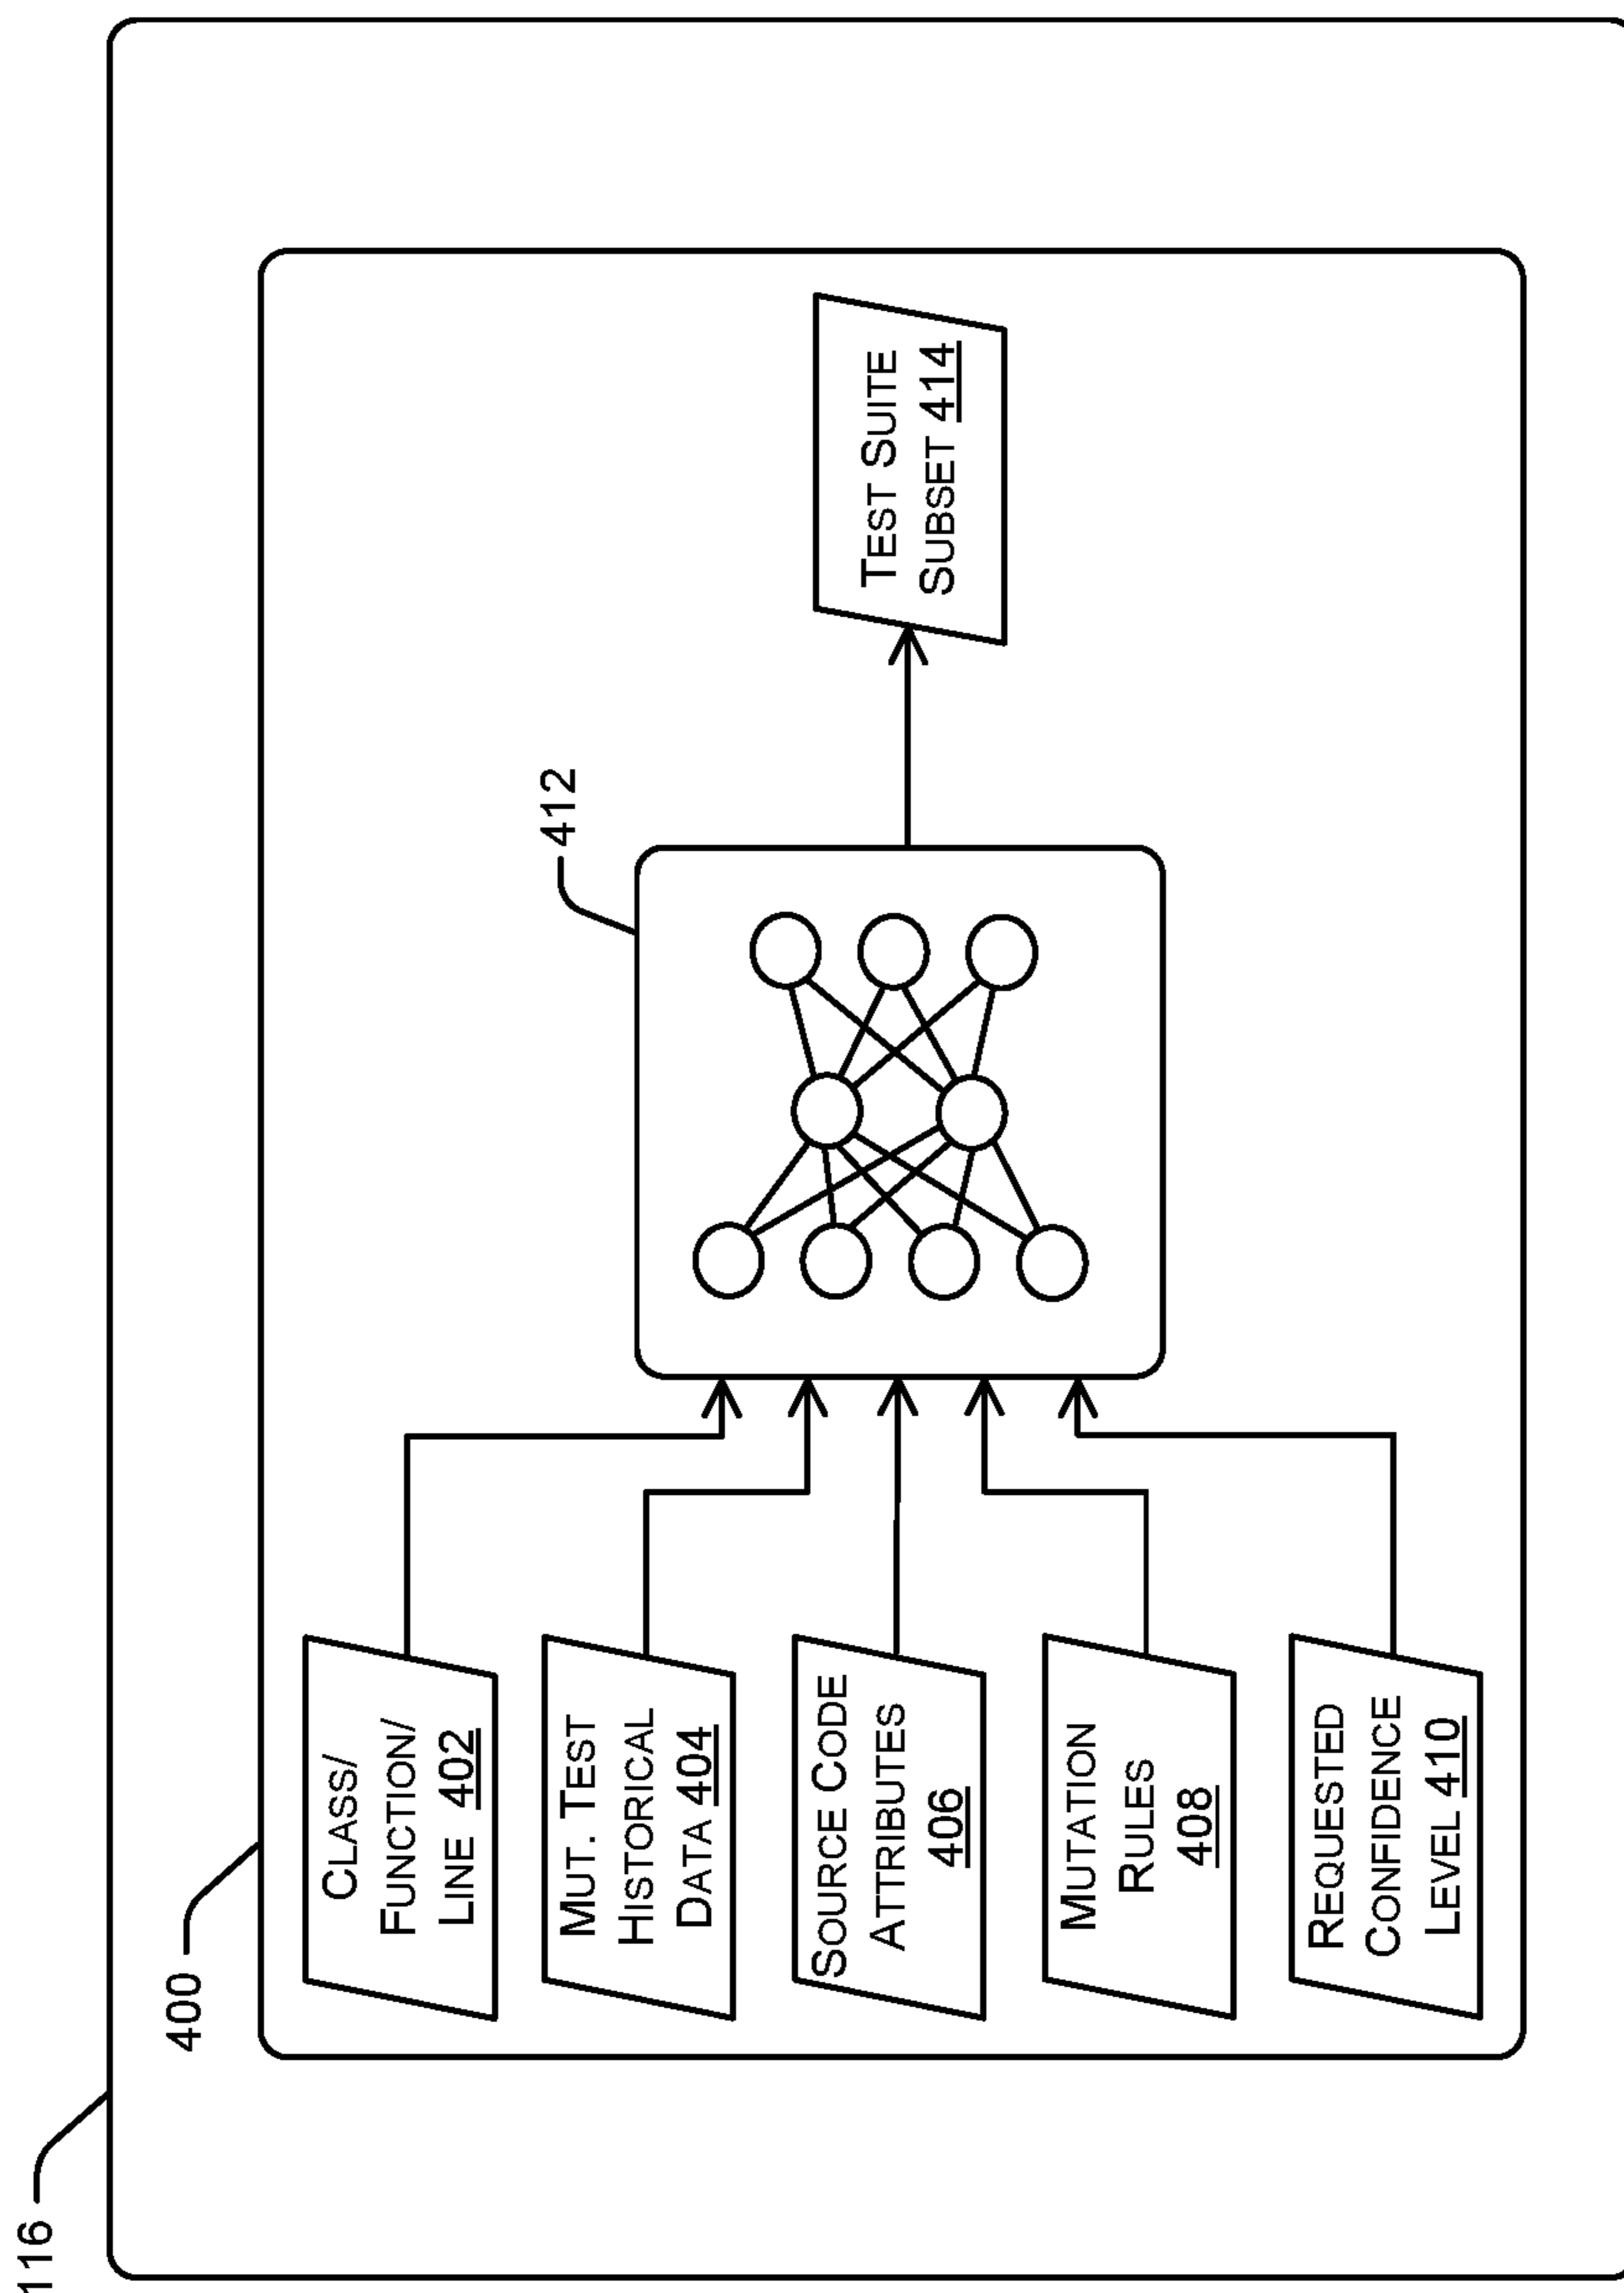 116
400
CLASS/
FUNCTION/
LINE 402
MUT. TEST
HISTORICAL
DATA 404
SOURCE CODE
ATTRIBUTES
406
MUTATION
RULES
408
REQUESTED
CONFIDENCE
LEVEL 410
412
TEST SUITE
SUBSET 414